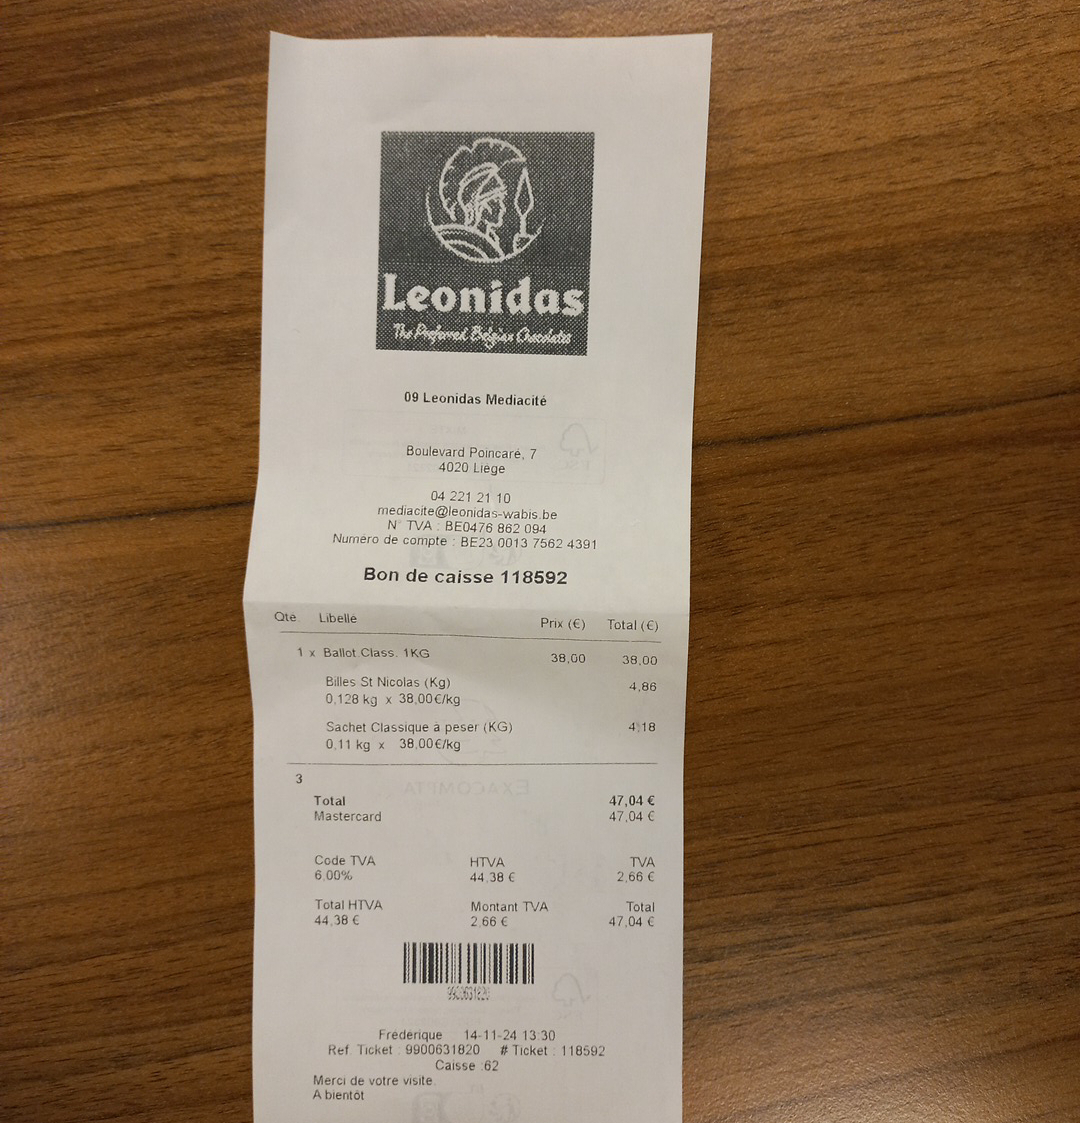 Leonidas
The Preferred Belgian Chocolates
09 Leonidas Mediacité
Boulevard Poincaré, 7
4020 Liège
04 221 21 10
mediacite@leonidas-wabis.be
N° TVA : BE0476 862 094
Numéro de compte : BE23 0013 7562 4391
Bon de caisse 118592
Qte Libellé Prix (€) Total (€)
1 x Ballot Class. 1KG 38,00 38,00
Billes St Nicolas (Kg) 4,86
0,128 kg x 38,00€/kg
Sachet Classique à peser (KG) 4,18
0,11 kg x 38,00€/kg
3
Total 47,04 €
Mastercard 47,04 €
Code TVA HTVA TVA
6,00% 44,38 € 2,66 €
Total HTVA Montant TVA Total
44,38 € 2,66 € 47,04 €
9900631820
Fréderique 14-11-24 13:30
Ref. Ticket : 9900631820 # Ticket : 118592
Caisse :62
Merci de votre visite.
A bientôt